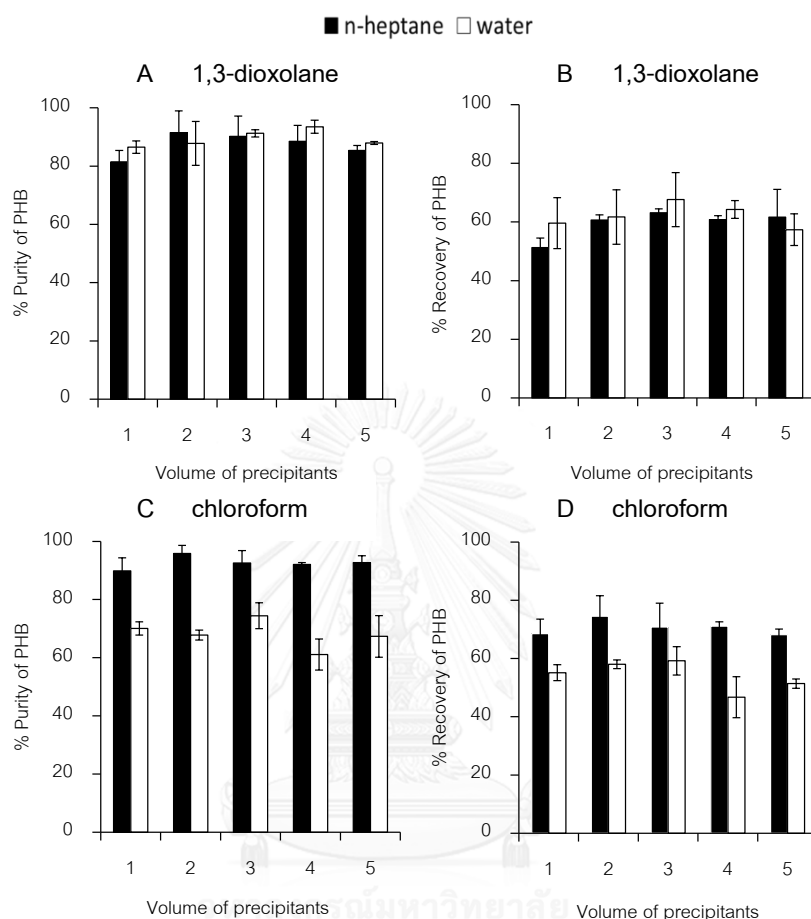 n-heptane water
A 1,3-dioxolane
% Purity of PHB
100
80
60
40
20
0
1 2 3 4 5
Volume of precipitants
B 1,3-dioxolane
% Recovery of PHB
100
80
60
40
20
0
1 2 3 4 5
Volume of precipitants
C chloroform
% Purity of PHB
100
80
60
40
20
0
1 2 3 4 5
Volume of precipitants
D chloroform
% Recovery of PHB
100
80
60
40
20
0
1 2 3 4 5
Volume of precipitants